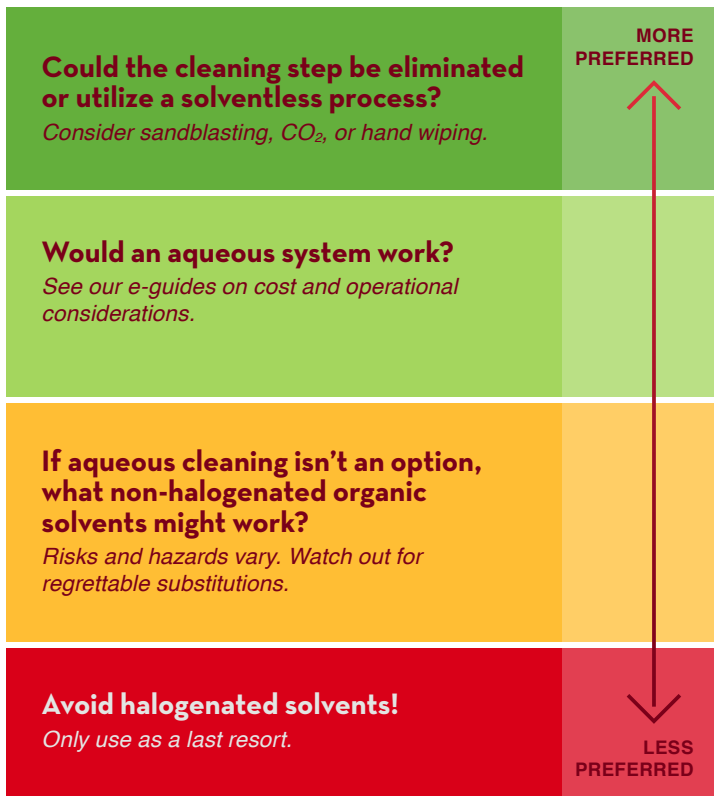 MORE
PREFERRED
Could the cleaning step be eliminated
or utilize a solventless process?
Consider sandblasting, CO₂, or hand wiping.
Would an aqueous system work?
See our e-guides on cost and operational
considerations.
If aqueous cleaning isn’t an option,
what non-halogenated organic
solvents might work?
Risks and hazards vary. Watch out for
regrettable substitutions.
Avoid halogenated solvents!
Only use as a last resort.
LESS
PREFERRED